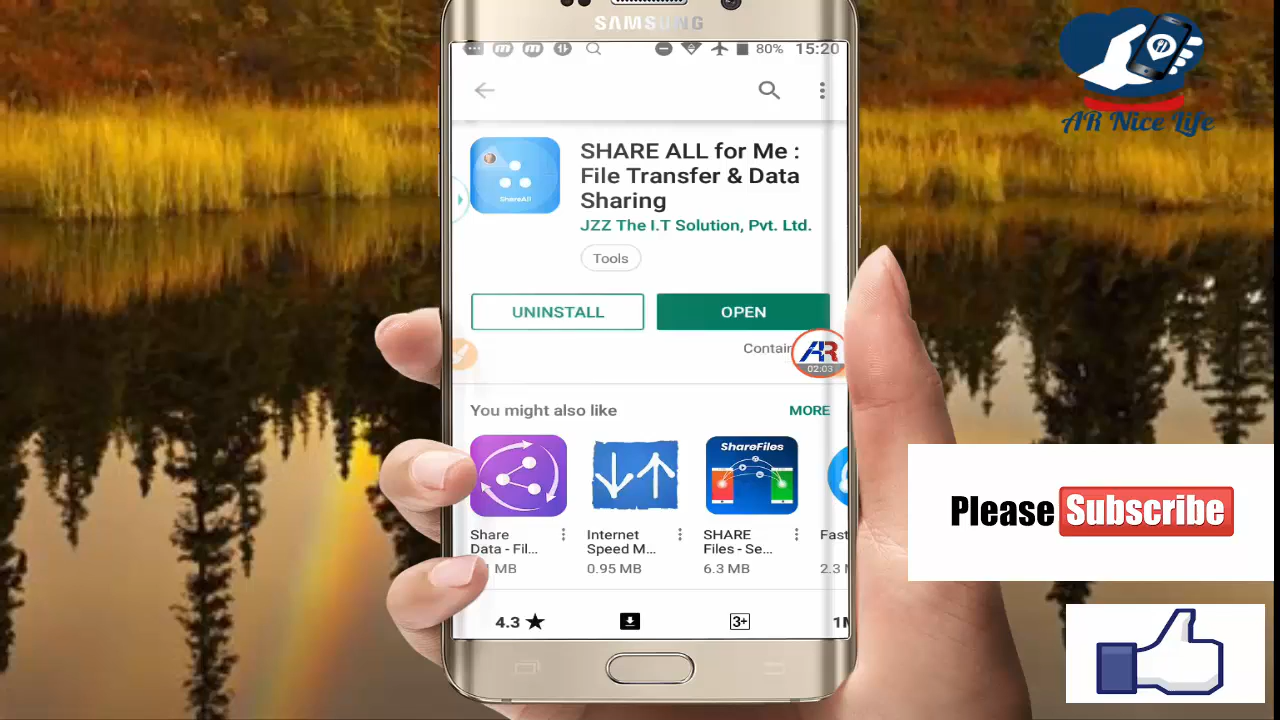 SAMSUNG
80% 15:20
AR Nice Life
SHARE ALL for Me :
File Transfer & Data
Sharing
ShareAll
JZZ The I.T Solution, Pvt. Ltd.
Tools
UNINSTALL
OPEN
Contain
AR
02:03
You might also like
MORE
ShareFiles
Share
Data - Fil...
MB
Internet
Speed M...
0.95 MB
SHARE
Files - Se...
6.3 MB
Fast
2.3 M
Please Subscribe
4.3 ★
3+
1M